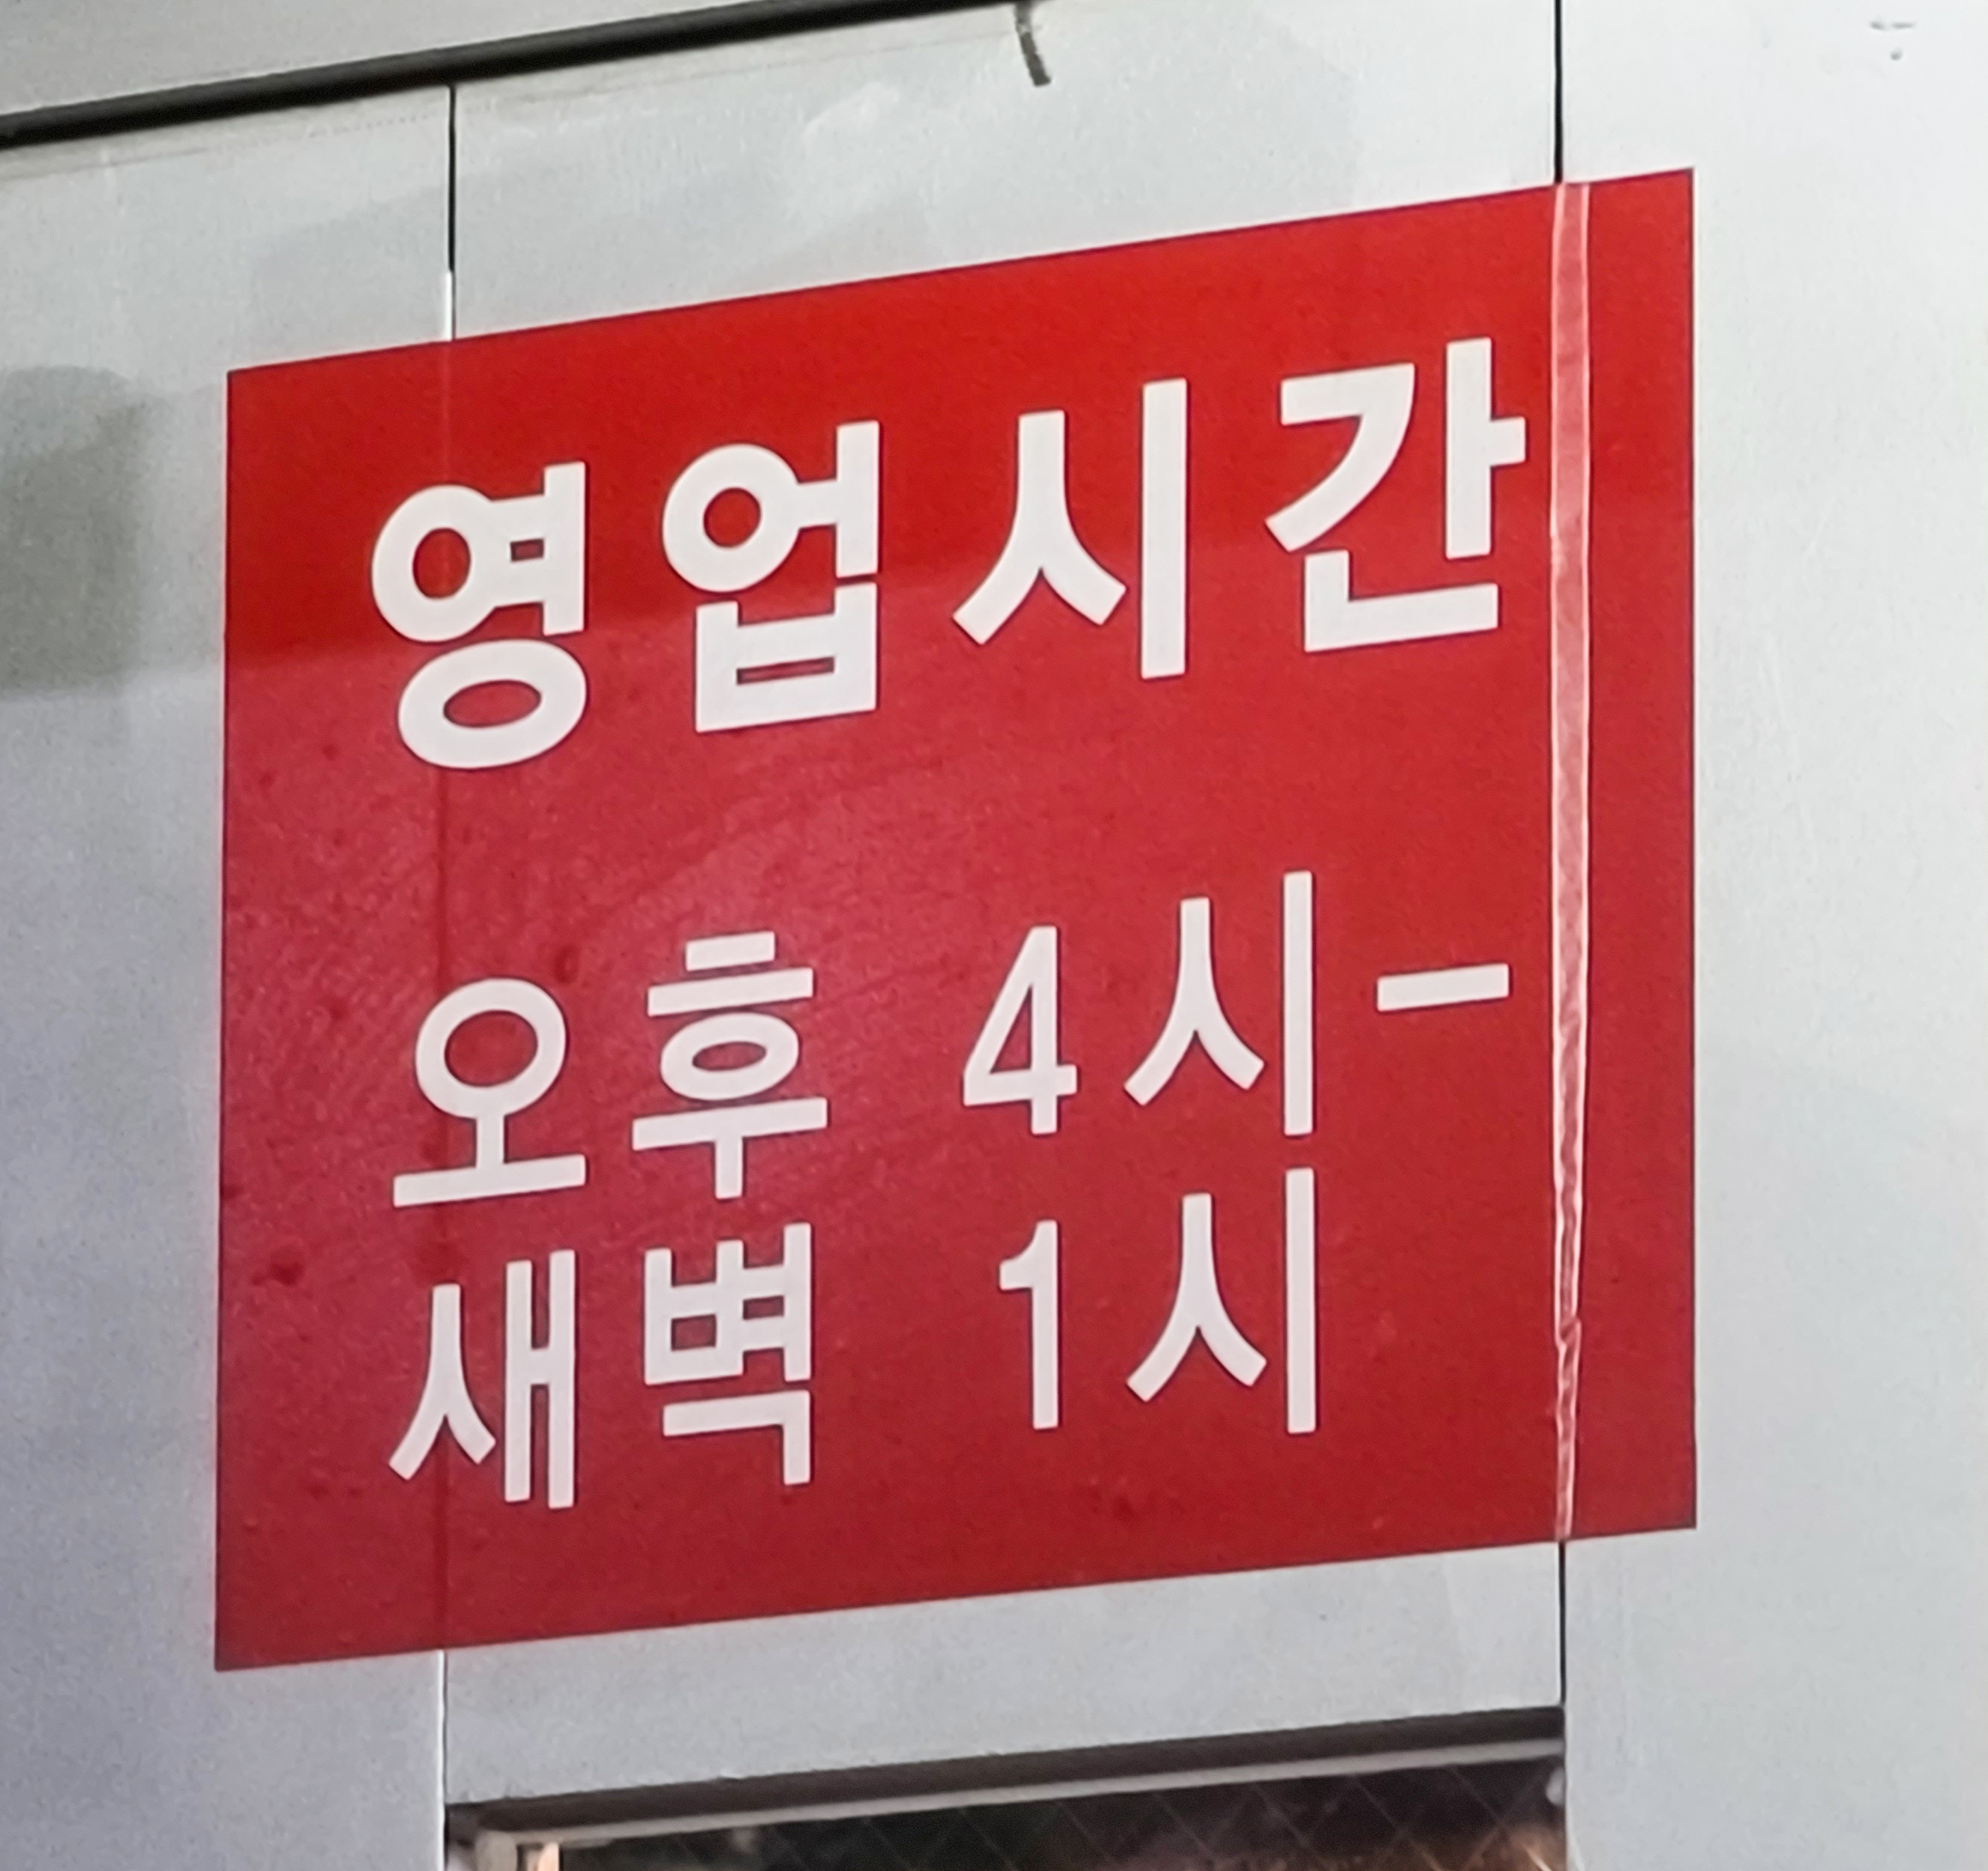 영업시간
오후 4시-
새벽 1시